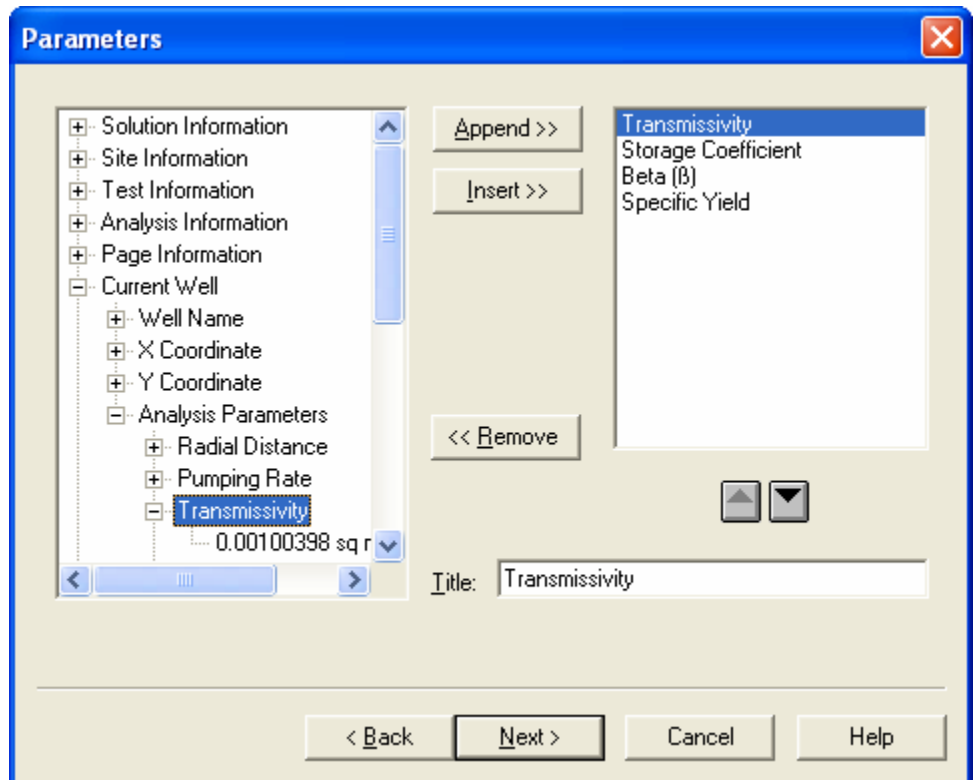 Parameters
Solution Information
Site Information
Test Information
Analysis Information
Page Information
Current Well
Well Name
X Coordinate
Y Coordinate
Analysis Parameters
Radial Distance
Pumping Rate
Transmissivity
0.00100398 sq r
Append >>
Insert >>
<< Remove
Transmissivity
Storage Coefficient
Beta (ß)
Specific Yield
Title: Transmissivity
< Back Next > Cancel Help